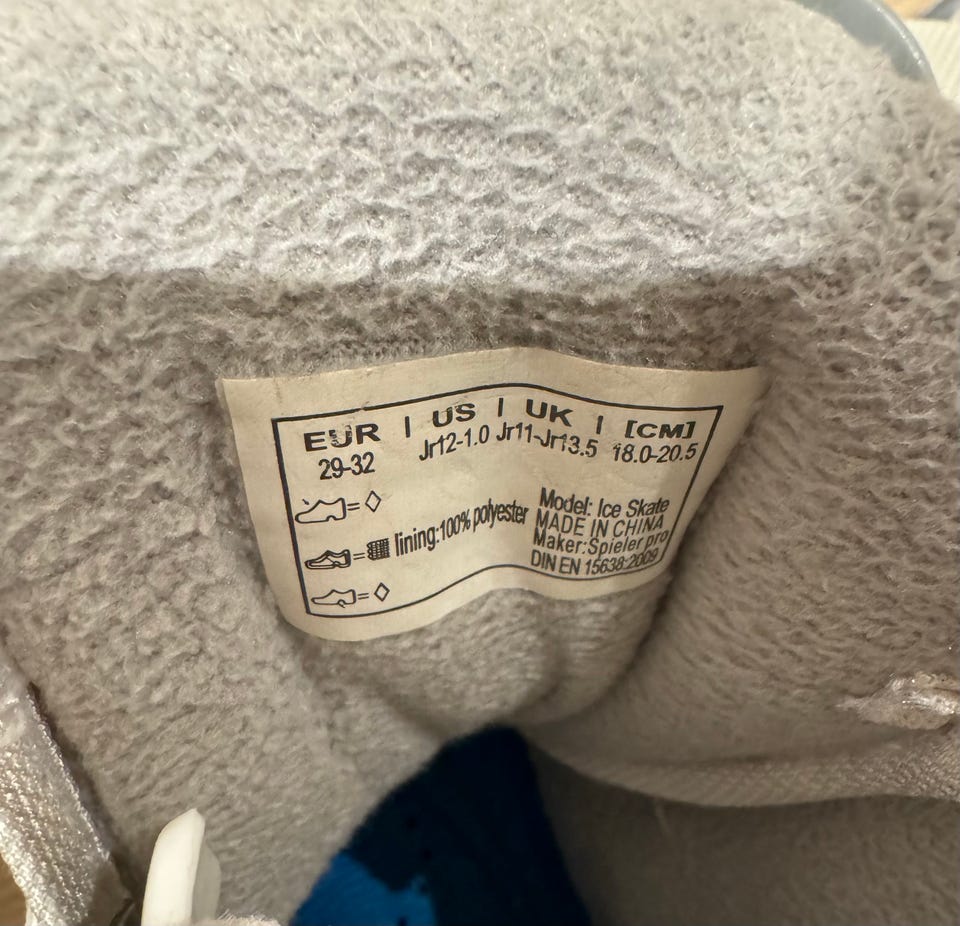 EUR | US | UK | [CM]
29-32 Jr12-1.0 Jr11-Jr13.5 18.0-20.5
=◇
= lining:100% polyester
=◇
Model: Ice Skate
MADE IN CHINA
Maker:Spieler pro
DIN EN 15638:2009